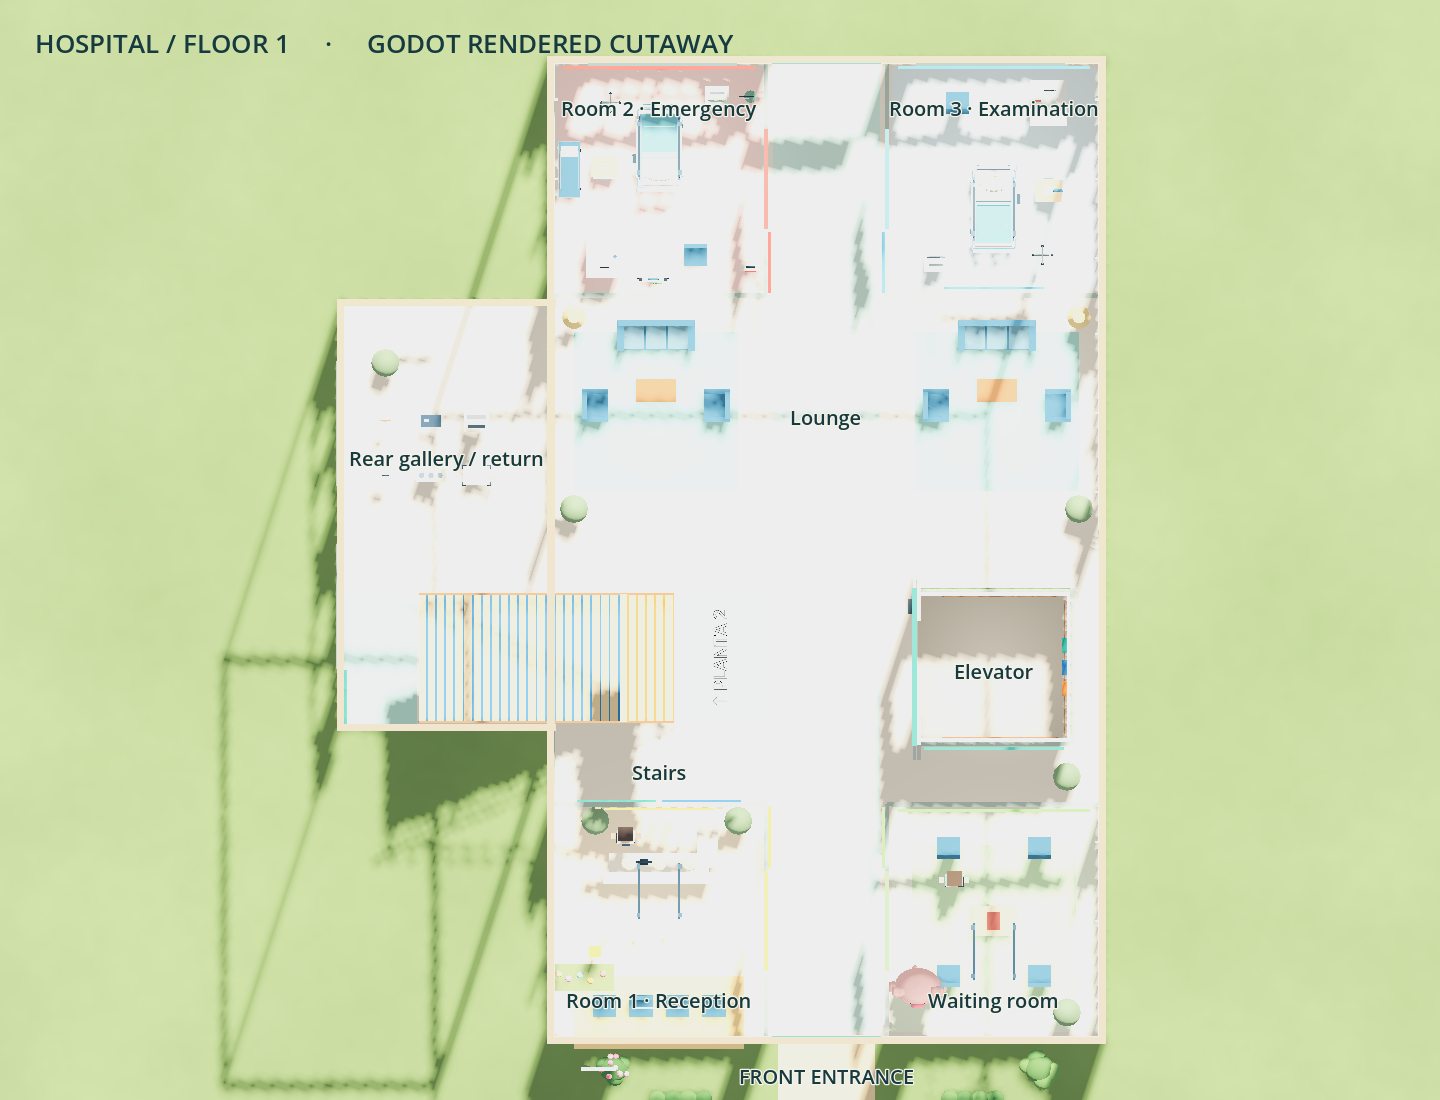 HOSPITAL / FLOOR 1 · GODOT RENDERED CUTAWAY
Room 2 · Emergency
Room 3 · Examination
Lounge
Rear gallery / return
↑ PLANTA 2
Elevator
Stairs
Room 1 · Reception
Waiting room
FRONT ENTRANCE